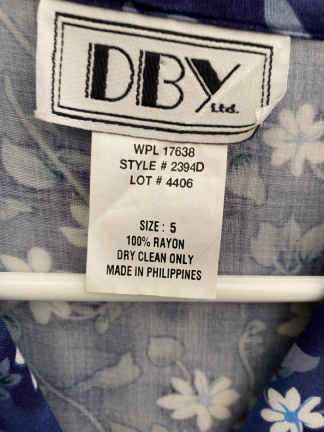 DBY
Ltd.
WPL 17638
STYLE # 2394D
LOT # 4406
SIZE : 5
100% RAYON
DRY CLEAN ONLY
MADE IN PHILIPPINES